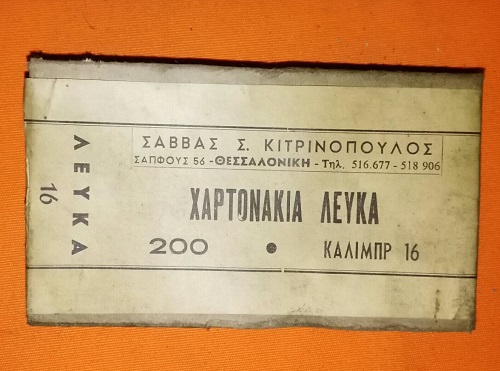 ΛΕΥΚΑ
16
ΣΑΒΒΑΣ Σ. ΚΙΤΡΙΝΟΠΟΥΛΟΣ
ΣΑΠΦΟΥΣ 56 - ΘΕΣΣΑΛΟΝΙΚΗ - Τηλ. 516.677 - 518 906
ΧΑΡΤΟΝΑΚΙΑ ΛΕΥΚΑ
200 • ΚΑΛΙΜΠΡ 16